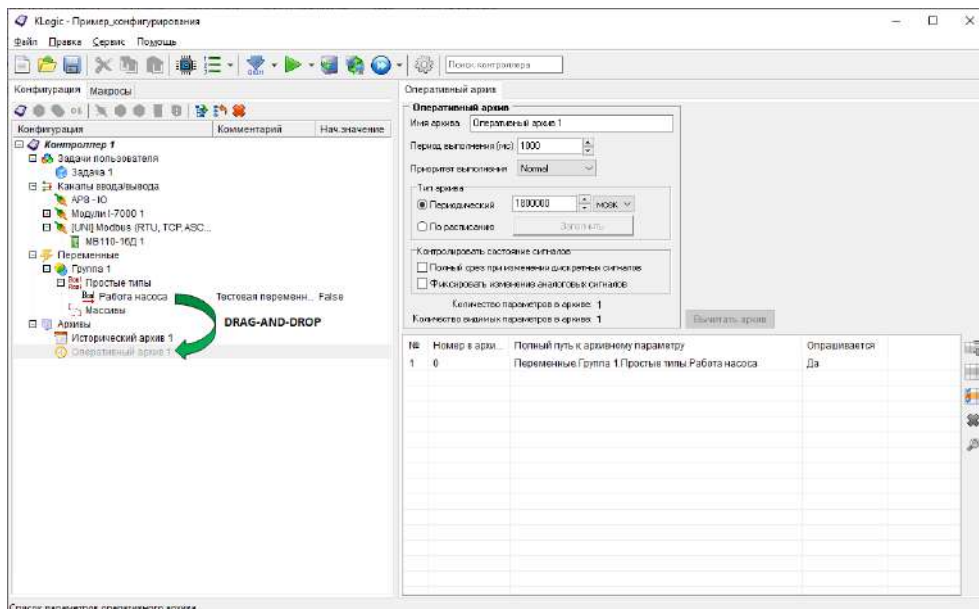 KLogic - Пример_конфигурирования
Файл Правка Сервис Помощь
Поиск контроллера
Конфигурация Макросы
Оперативный архив
Конфигурация Комментарий Нач.значение
Контроллер 1
Задачи пользователя
Задача 1
Каналы ввода/вывода
AP8 - IO
Модули I-7000 1
[UNI] Modbus (RTU, TCP, ASC...
МВ110-16Д 1
Переменные
Группа 1
Простые типы
Работа насоса Тестовая переменн... False
Массивы
DRAG-AND-DROP
Архивы
Исторический архив 1
Оперативный архив 1
Оперативный архив
Имя архива Оперативный архив 1
Период выполнения (мс) 1000
Приоритет выполнения Normal
Тип архива
Периодический 1800000 мсек
По расписанию Заполнить
Контролировать состояние сигналов
Полный срез при изменении дискретных сигналов
Фиксировать изменение аналоговых сигналов
Количество параметров в архиве: 1
Количество видимых параметров в архиве: 1
Вычитать архив
№ Номер в архи... Полный путь к архивному параметру Опрашивается
1 0 Переменные.Группа 1.Простые типы.Работа насоса Да
Список параметров оперативного архива